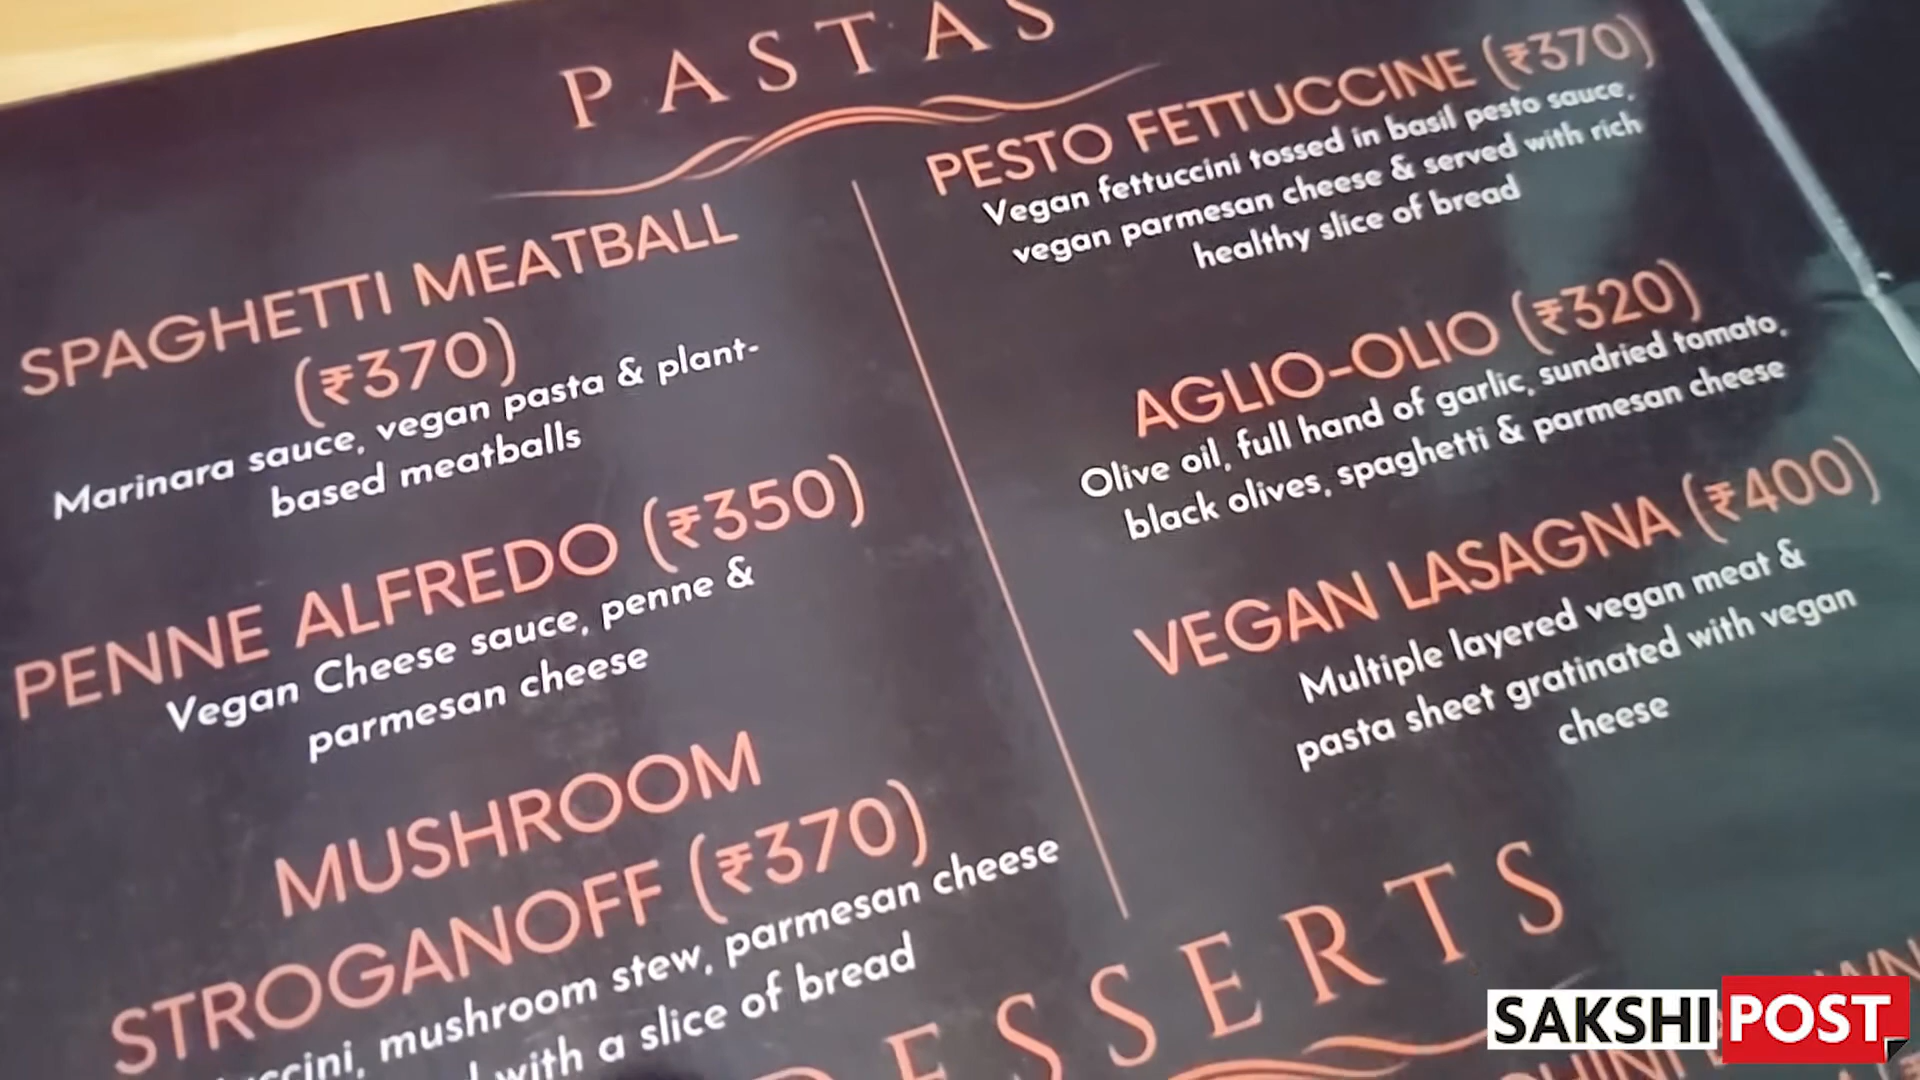 PASTAS
SPAGHETTI MEATBALL
(₹370)
Marinara sauce, vegan pasta & plant-
based meatballs
PENNE ALFREDO (₹350)
Vegan Cheese sauce, penne &
parmesan cheese
MUSHROOM
STROGANOFF (₹370)
mushroom stew, parmesan cheese
with a slice of bread
PESTO FETTUCCINE (₹370)
Vegan fettuccini tossed in basil pesto sauce,
vegan parmesan cheese & served with rich
healthy slice of bread
AGLIO-OLIO (₹320)
Olive oil, full hand of garlic, sundried tomato,
black olives, spaghetti & parmesan cheese
VEGAN LASAGNA (₹400)
Multiple layered vegan meat &
pasta sheet gratinated with vegan
cheese
DESSERTS
SAKSHI POST